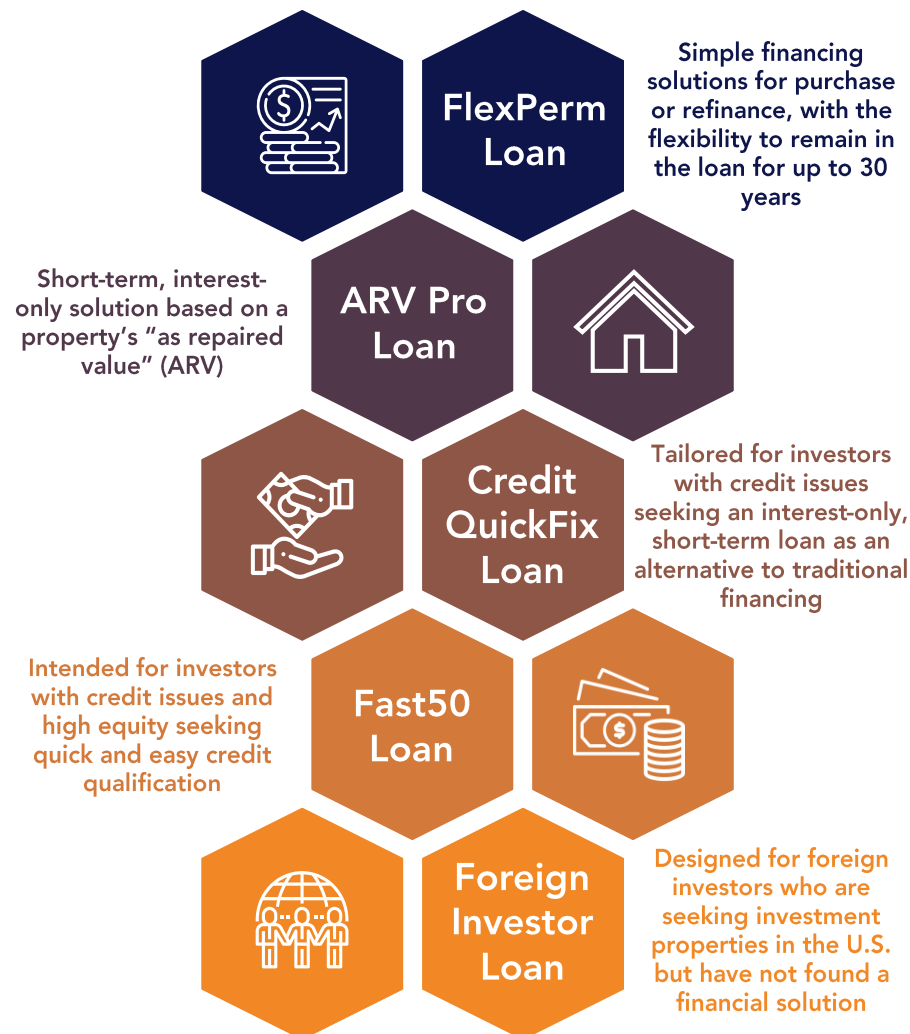 FlexPerm
Loan
Simple financing
solutions for purchase
or refinance, with the
flexibility to remain in
the loan for up to 30
years
Short-term, interest-
only solution based on a
property's “as repaired
value” (ARV)
ARV Pro
Loan
Credit
QuickFix
Loan
Tailored for investors
with credit issues
seeking an interest-only,
short-term loan as an
alternative to traditional
financing
Intended for investors
with credit issues and
high equity seeking
quick and easy credit
qualification
Fast50
Loan
Foreign
Investor
Loan
Designed for foreign
investors who are
seeking investment
properties in the U.S.
but have not found a
financial solution